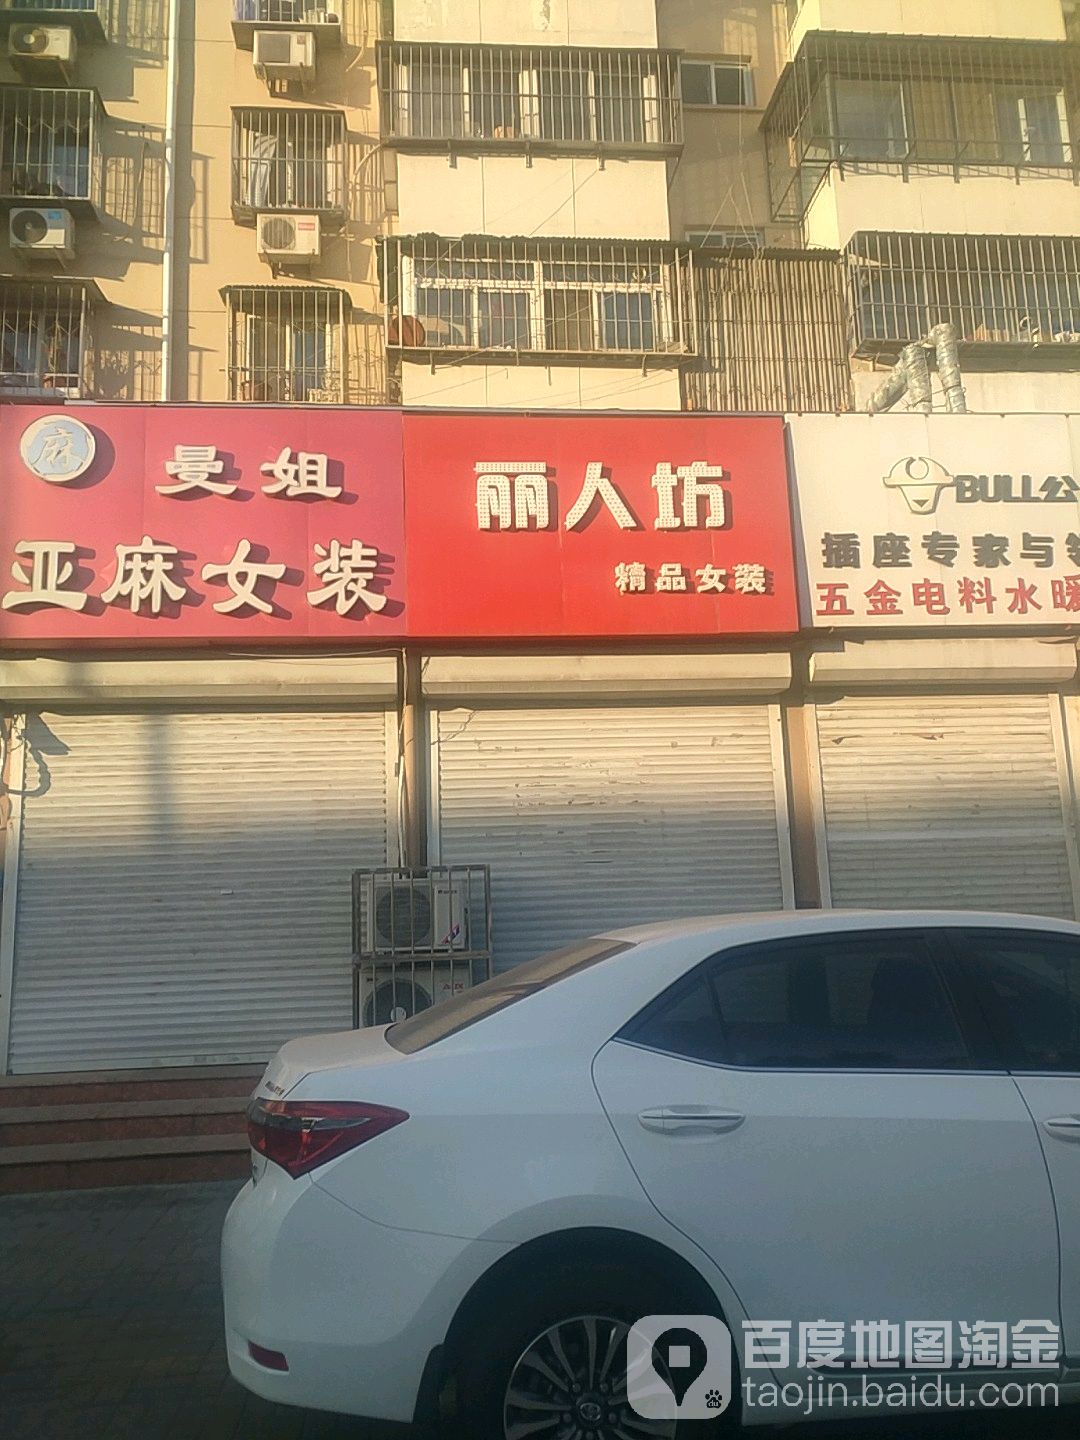 麻
曼姐
亚麻女装
丽人坊
精品女装
BULL公
插座专家与
五金电料水暖
百度地图淘金
taojin.baidu.com